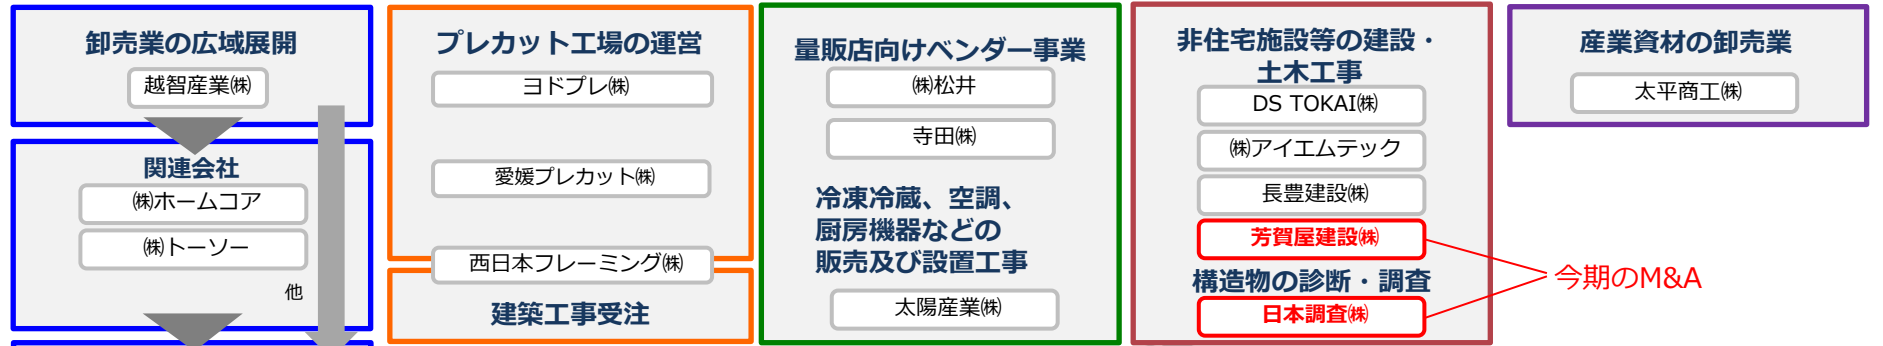 卸売業の広域展開
越智産業㈱
関連会社
㈱ホームコア
㈱トーソー
他
プレカット工場の運営
ヨドプレ㈱
愛媛プレカット㈱
西日本フレーミング㈱
建築工事受注
量販店向けベンダー事業
㈱松井
寺田㈱
冷凍冷蔵、空調、
厨房機器などの
販売及び設置工事
太陽産業㈱
非住宅施設等の建設・
土木工事
DS TOKAI㈱
㈱アイエムテック
長豊建設㈱
芳賀屋建設㈱
構造物の診断・調査
日本調査㈱
今期のM&A
産業資材の卸売業
太平商工㈱